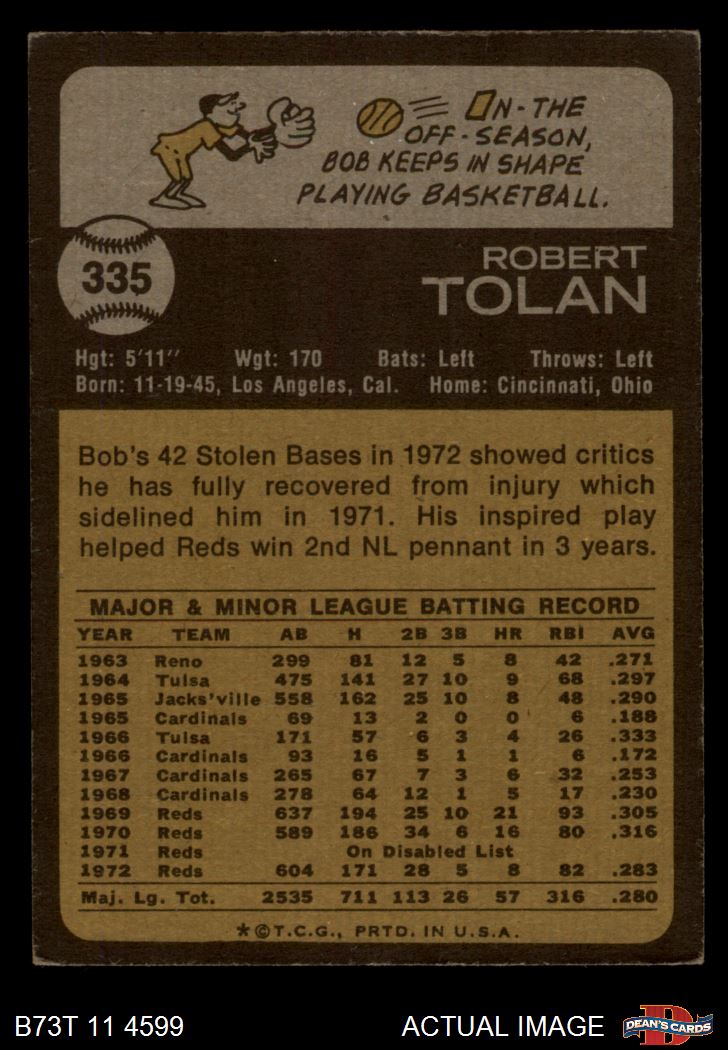 ON-THE
OFF-SEASON,
BOB KEEPS IN SHAPE
PLAYING BASKETBALL.
335
ROBERT
TOLAN
Hgt: 5'11" Wgt: 170 Bats: Left Throws: Left
Born: 11-19-45, Los Angeles, Cal. Home: Cincinnati, Ohio
Bob's 42 Stolen Bases in 1972 showed critics
he has fully recovered from injury which
sidelined him in 1971. His inspired play
helped Reds win 2nd NL pennant in 3 years.
MAJOR & MINOR LEAGUE BATTING RECORD
YEAR TEAM AB H 2B 3B HR RBI AVG
1963 Reno 299 81 12 5 8 42 .271
1964 Tulsa 475 141 27 10 9 68 .297
1965 Jacks'ville 558 162 25 10 8 48 .290
1965 Cardinals 69 13 2 0 0 6 .188
1966 Tulsa 171 57 6 3 4 26 .333
1966 Cardinals 93 16 5 1 1 6 .172
1967 Cardinals 265 67 7 3 6 32 .253
1968 Cardinals 278 64 12 1 5 17 .230
1969 Reds 637 194 25 10 21 93 .305
1970 Reds 589 186 34 6 16 80 .316
1971 Reds On Disabled List
1972 Reds 604 171 28 5 8 82 .283
Maj. Lg. Tot. 2535 711 113 26 57 316 .280
*©T.C.G., PRTD. IN U.S.A.
B73T 11 4599 ACTUAL IMAGE
DEAN'S CARDS